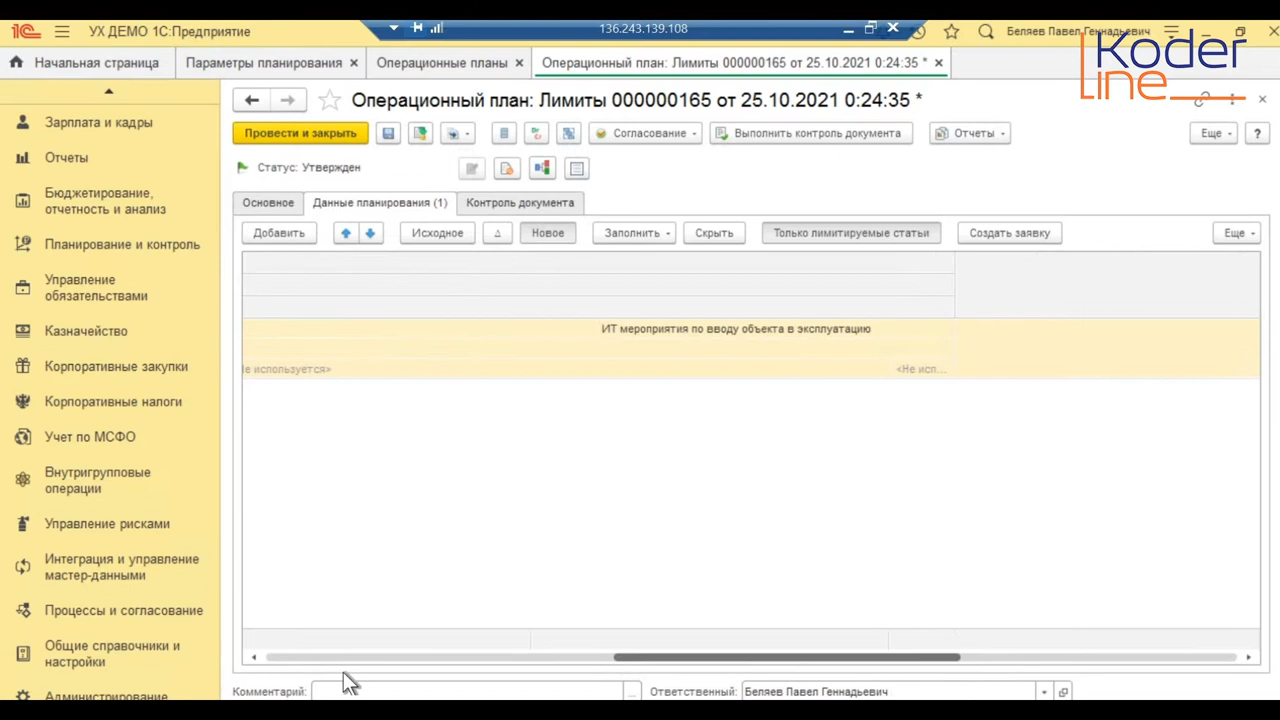 УХ ДЕМО 1С:Предприятие
136.243.139.108
Беляев Павел Геннадьевич
Koder
line
Начальная страница
Параметры планирования ×
Операционные планы ×
Операционный план: Лимиты 000000165 от 25.10.2021 0:24:35 * ×
Операционный план: Лимиты 000000165 от 25.10.2021 0:24:35 *
Провести и закрыть
Согласование
Выполнить контроль документа
Отчеты
Еще
?
Статус: Утвержден
Основное
Данные планирования (1)
Контроль документа
Добавить
Исходное
Δ
Новое
Заполнить
Скрыть
Только лимитируемые статьи
Создать заявку
Еще
ИТ мероприятия по вводу объекта в эксплуатацию
е используется>
<Не исп...
Комментарий:
Ответственный:
Беляев Павел Геннадьевич
Зарплата и кадры
Отчеты
Бюджетирование,
отчетность и анализ
Планирование и контроль
Управление
обязательствами
Казначейство
Корпоративные закупки
Корпоративные налоги
Учет по МСФО
Внутригрупповые
операции
Управление рисками
Интеграция и управление
мастер-данными
Процессы и согласование
Общие справочники и
настройки
Администрирование